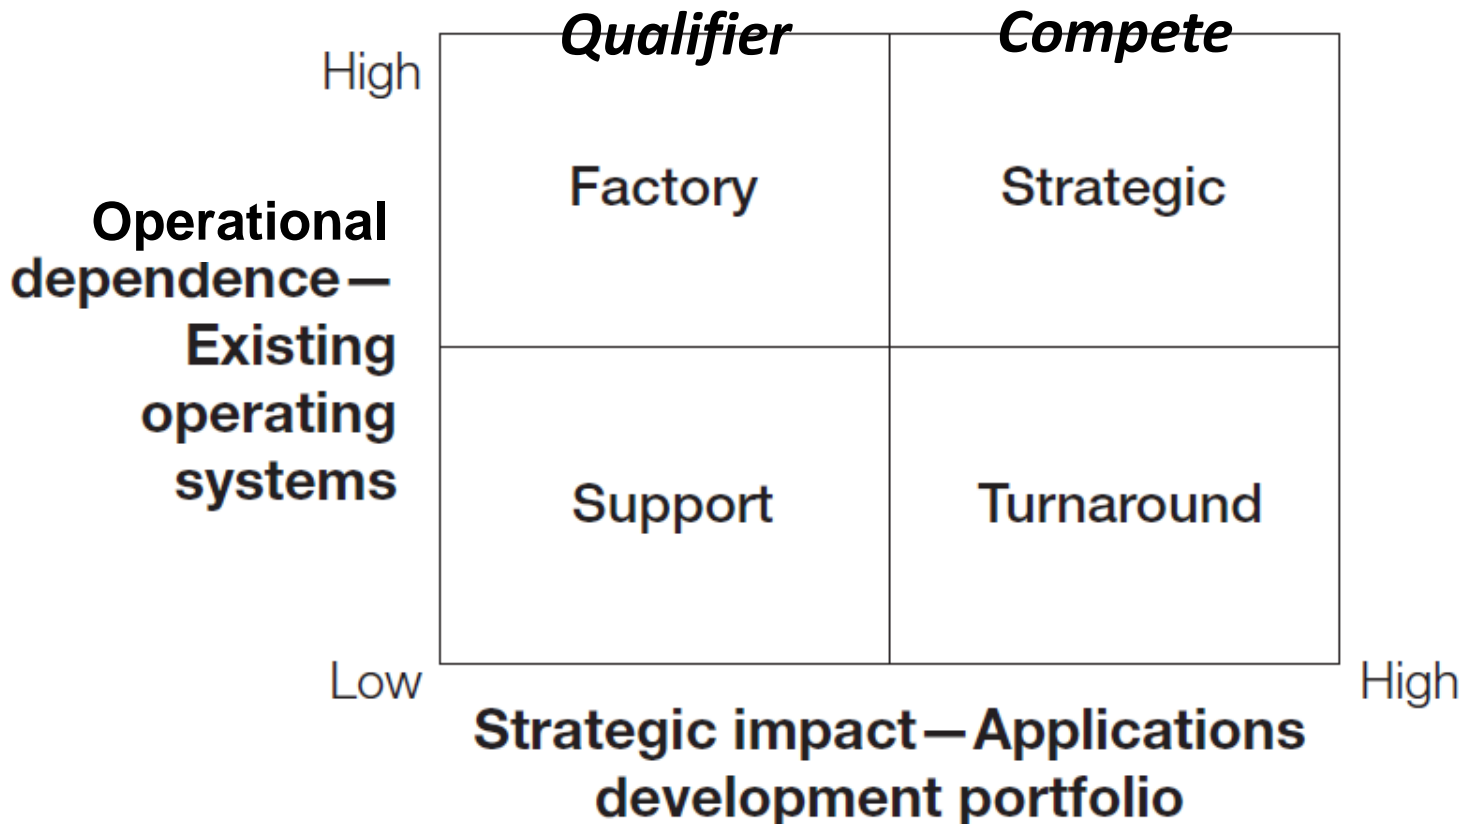 Qualifier
Compete
High
Factory
Strategic
Operational
dependence—
Existing
operating
systems
Support
Turnaround
Low
High
Strategic impact—Applications
development portfolio